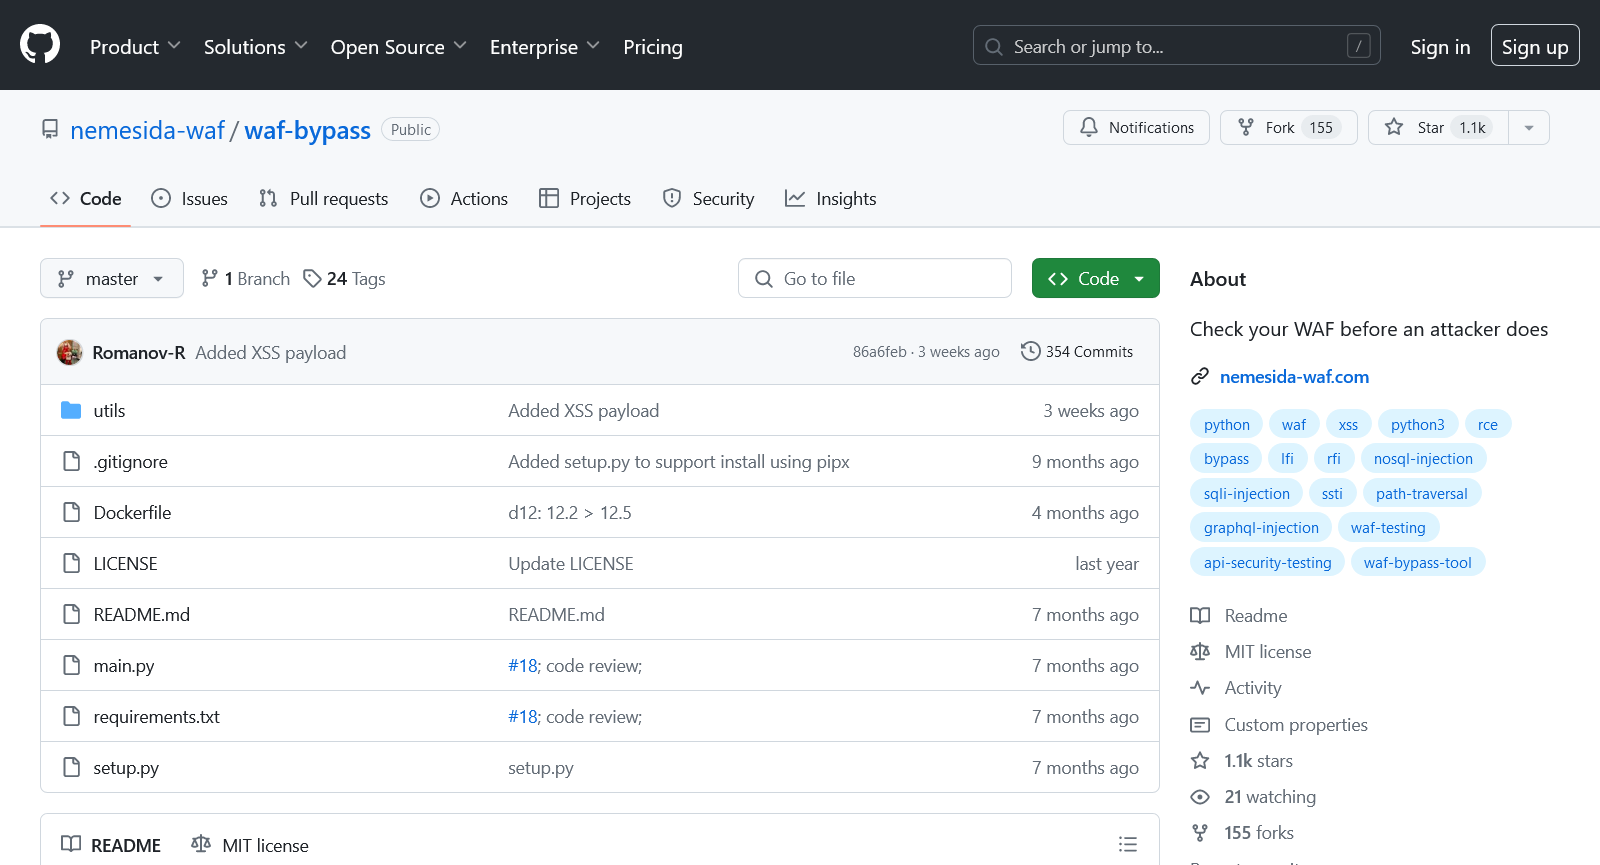 Product Solutions Open Source Enterprise Pricing Search or jump to... / Sign in Sign up
nemesida-waf / waf-bypass Public Notifications Fork 155 Star 1.1k
Code Issues Pull requests Actions Projects Security Insights
master 1 Branch 24 Tags Go to file Code
Romanov-R Added XSS payload 86a6feb · 3 weeks ago 354 Commits
utils Added XSS payload 3 weeks ago
.gitignore Added setup.py to support install using pipx 9 months ago
Dockerfile d12: 12.2 > 12.5 4 months ago
LICENSE Update LICENSE last year
README.md README.md 7 months ago
main.py #18; code review; 7 months ago
requirements.txt #18; code review; 7 months ago
setup.py setup.py 7 months ago
README MIT license
About
Check your WAF before an attacker does
nemesida-waf.com
python waf xss python3 rce
bypass lfi rfi nosql-injection
sqli-injection ssti path-traversal
graphql-injection waf-testing
api-security-testing waf-bypass-tool
Readme
MIT license
Activity
Custom properties
1.1k stars
21 watching
155 forks